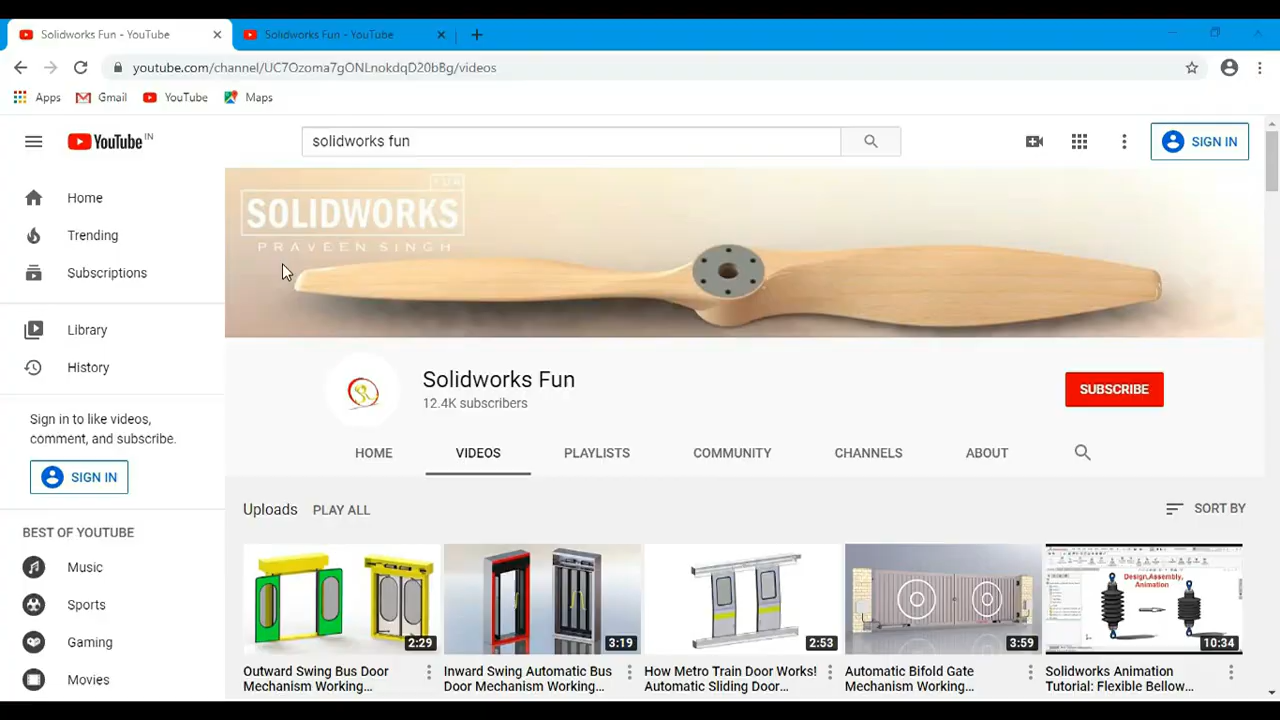 Solidworks Fun - YouTube
Solidworks Fun - YouTube
youtube.com/channel/UC7Ozoma7gONLnokdqD20bBg/videos
Apps
Gmail
YouTube
Maps
YouTube IN
solidworks fun
SIGN IN
Home
Trending
Subscriptions
Library
History
Sign in to like videos,
comment, and subscribe.
SIGN IN
BEST OF YOUTUBE
Music
Sports
Gaming
Movies
FUN
SOLIDWORKS
PRAVEEN SINGH
Solidworks Fun
12.4K subscribers
SUBSCRIBE
HOME
VIDEOS
PLAYLISTS
COMMUNITY
CHANNELS
ABOUT
Uploads
PLAY ALL
SORT BY
2:29
Outward Swing Bus Door
Mechanism Working...
3:19
Inward Swing Automatic Bus
Door Mechanism Working...
2:53
How Metro Train Door Works!
Automatic Sliding Door...
3:59
Automatic Bifold Gate
Mechanism Working...
Design,Assembly,
Animation
10:34
Solidworks Animation
Tutorial: Flexible Bellow...